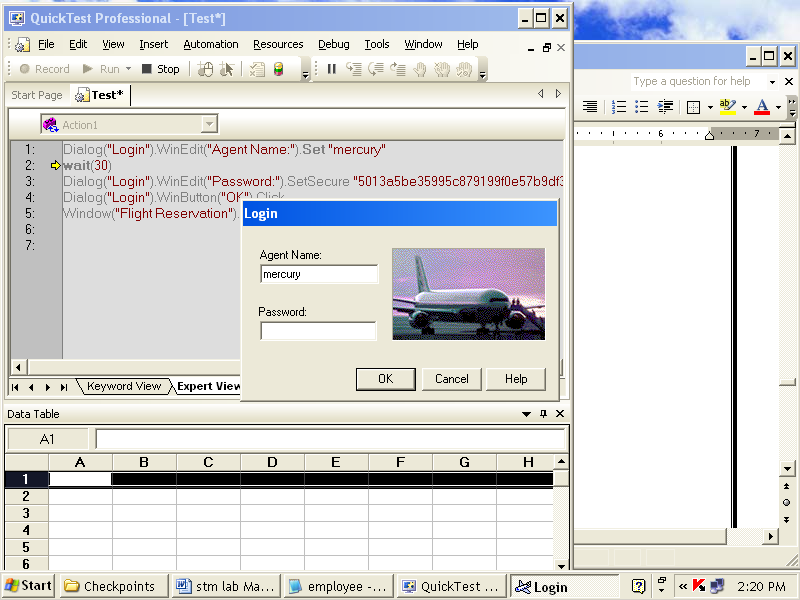 QuickTest Professional - [Test*]
File Edit View Insert Automation Resources Debug Tools Window Help
Record Run Stop
Type a question for help
Start Page Test*
6 7
Action1
1: Dialog("Login").WinEdit("Agent Name:").Set "mercury"
2: wait(30)
3: Dialog("Login").WinEdit("Password:").SetSecure "5013a5be35995c879199f0e57b9df3
4: Dialog("Login").WinButton("OK").Click
5: Window("Flight Reservation").
6:
7:
Login
Agent Name:
mercury
Password:
OK Cancel Help
Keyword View Expert View
Data Table
A1
A B C D E F G H
1
2
3
4
5
6
Start Checkpoints stm lab Ma... employee -... QuickTest ... Login 2:20 PM